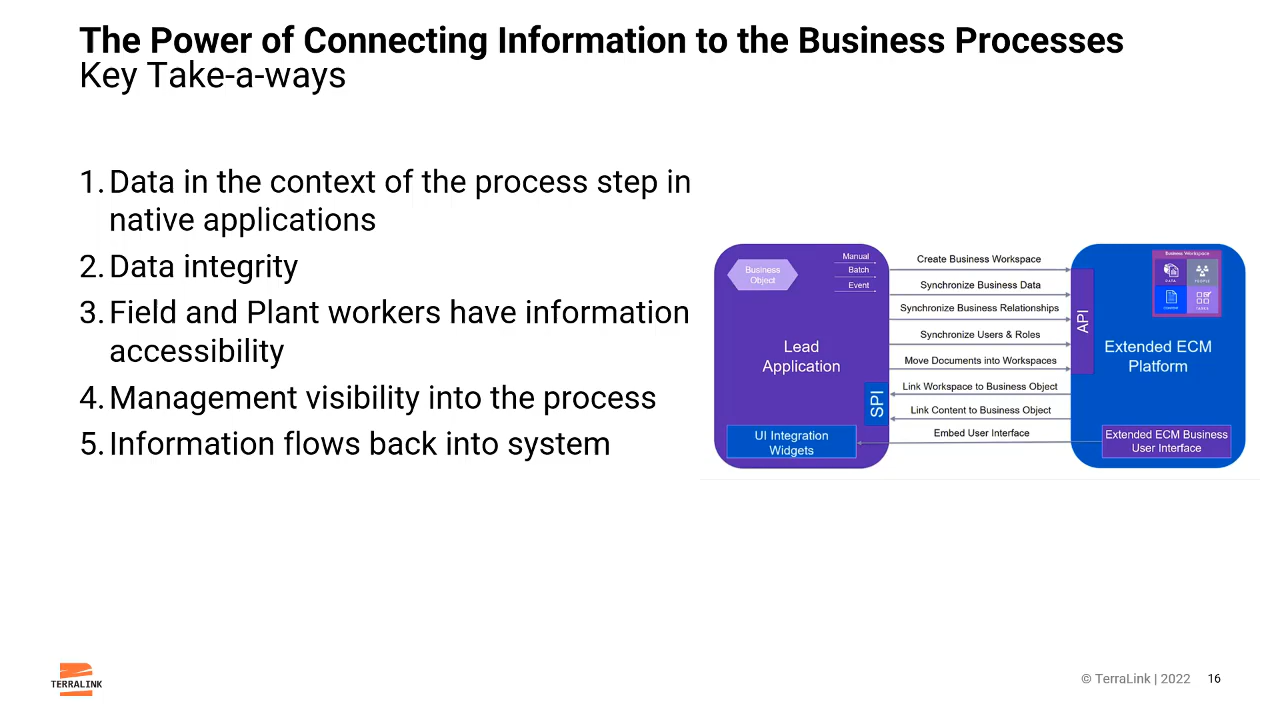 The Power of Connecting Information to the Business Processes
Key Take-a-ways
1. Data in the context of the process step in
native applications
2. Data integrity
3. Field and Plant workers have information
accessibility
4. Management visibility into the process
5. Information flows back into system
Business
Object
Manual
Batch
Event
Lead
Application
SPI
UI Integration
Widgets
Create Business Workspace
Synchronize Business Data
Synchronize Business Relationships
Synchronize Users & Roles
Move Documents into Workspaces
Link Workspace to Business Object
Link Content to Business Object
Embed User Interface
API
Business Workspace
DATA
PEOPLE
CONTENT
TASKS
Extended ECM
Platform
Extended ECM Business
User Interface
TERRALINK
© TerraLink | 2022
16